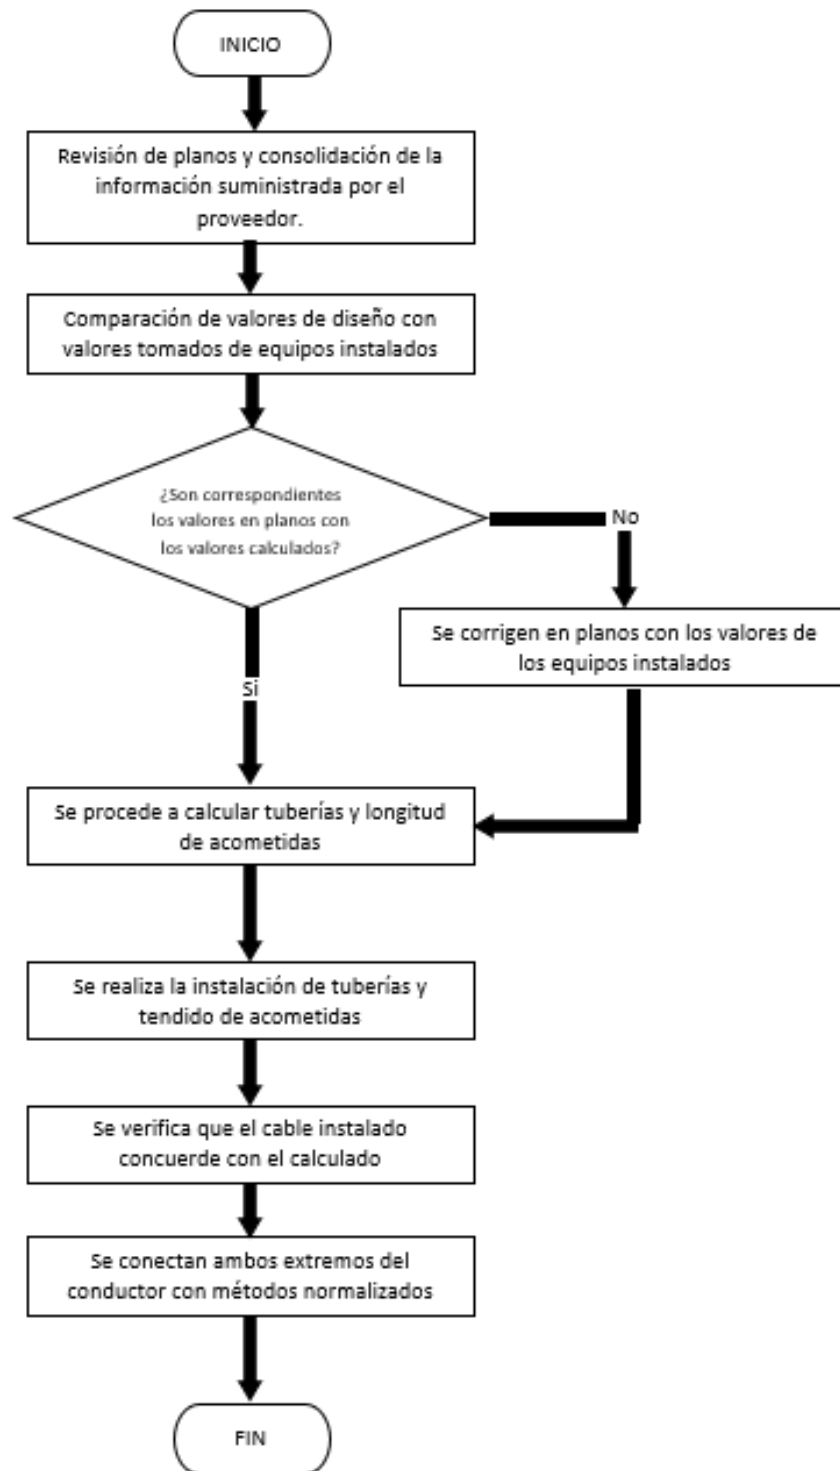 INICIO
Revisión de planos y consolidación de la
información suministrada por el
proveedor.
Comparación de valores de diseño con
valores tomados de equipos instalados
¿Son correspondientes
los valores en planos con
los valores calculados?
No
Se corrigen en planos con los valores de
los equipos instalados
Si
Se procede a calcular tuberías y longitud
de acometidas
Se realiza la instalación de tuberías y
tendido de acometidas
Se verifica que el cable instalado
concuerde con el calculado
Se conectan ambos extremos del
conductor con métodos normalizados
FIN